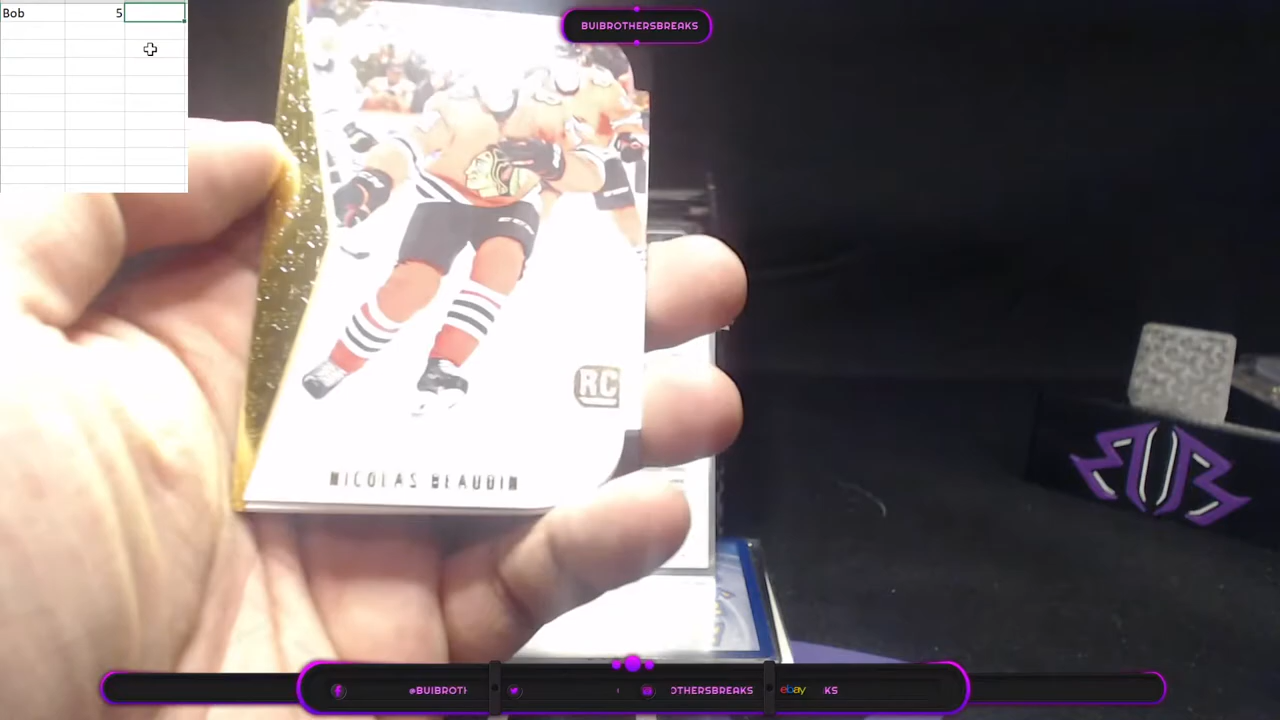 Bob 5
BUIBROTHERSBREAKS
RC
NICOLAS BEAUDIN
@BUIBROTH
OTHERSBREAKS
ebay
KS